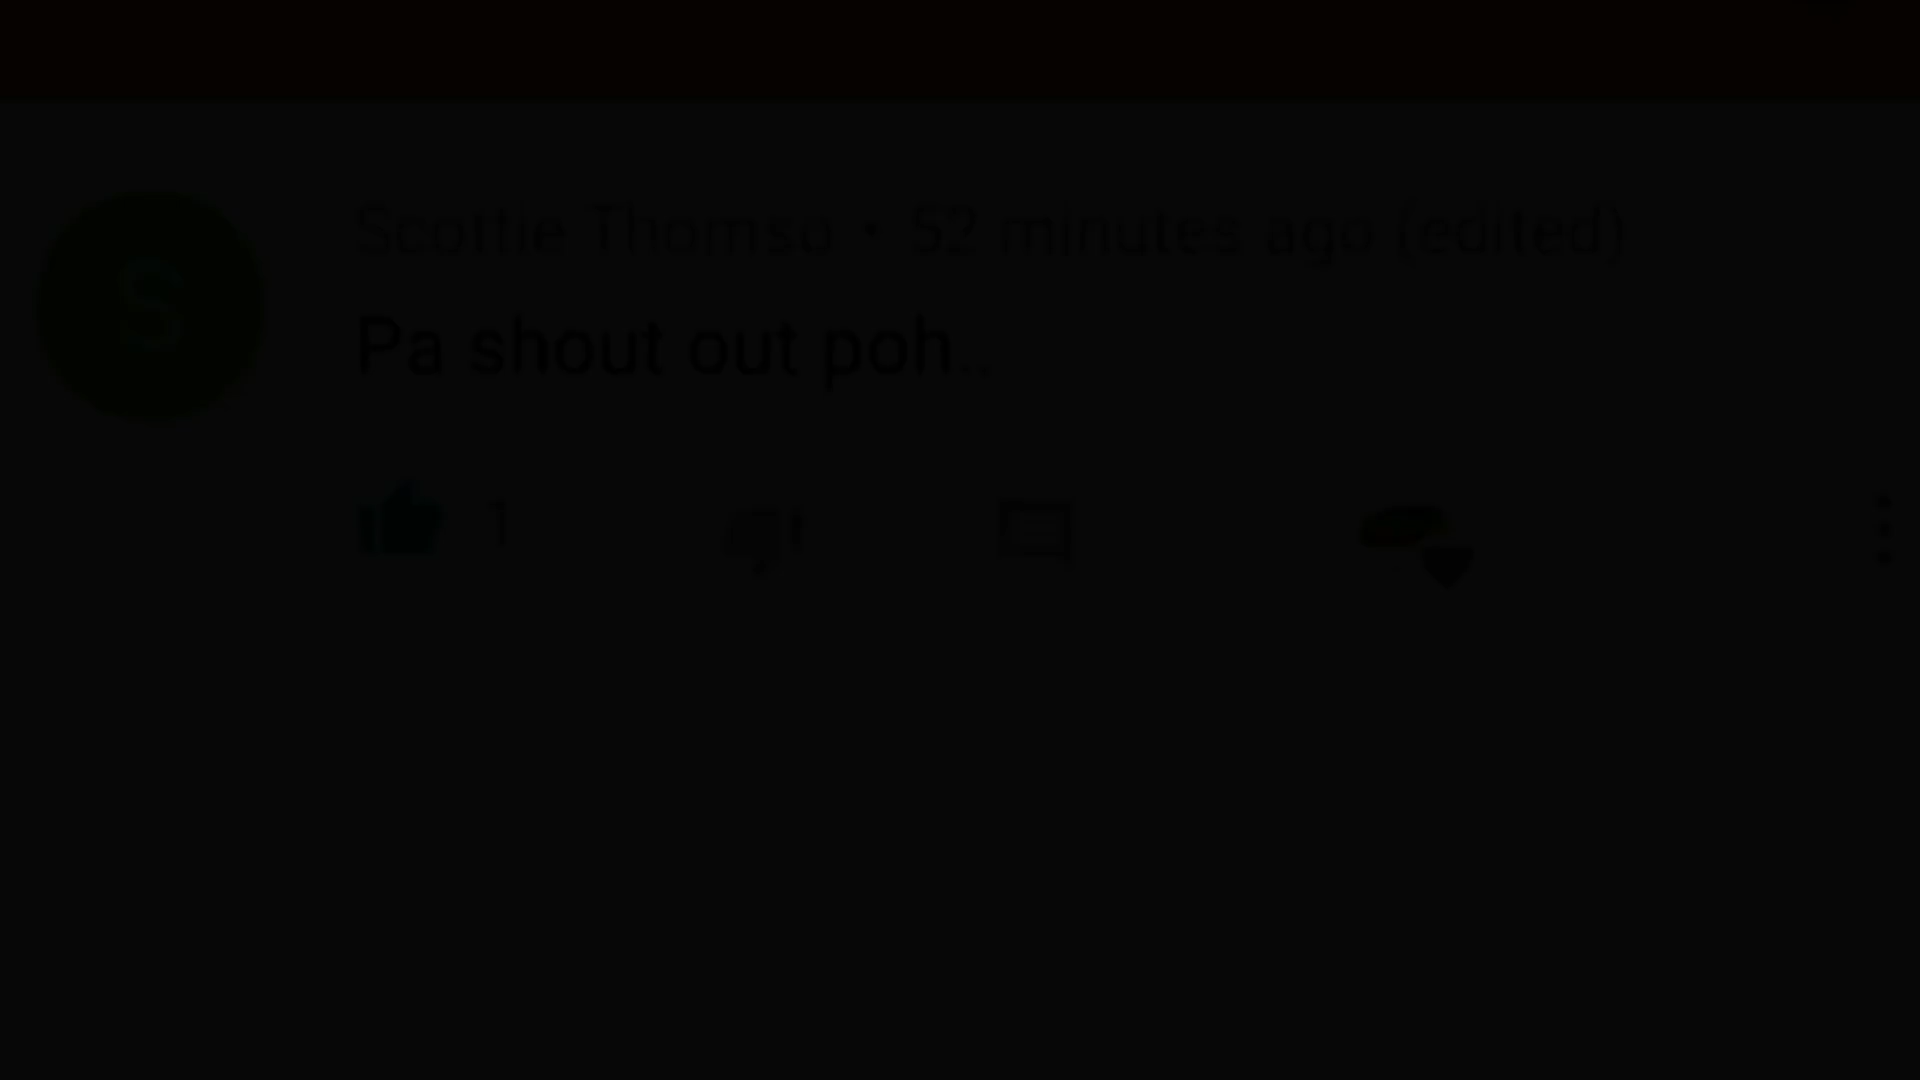 S
Scottie Thomso • 52 minutes ago (edited)
Pa shout out poh..
1